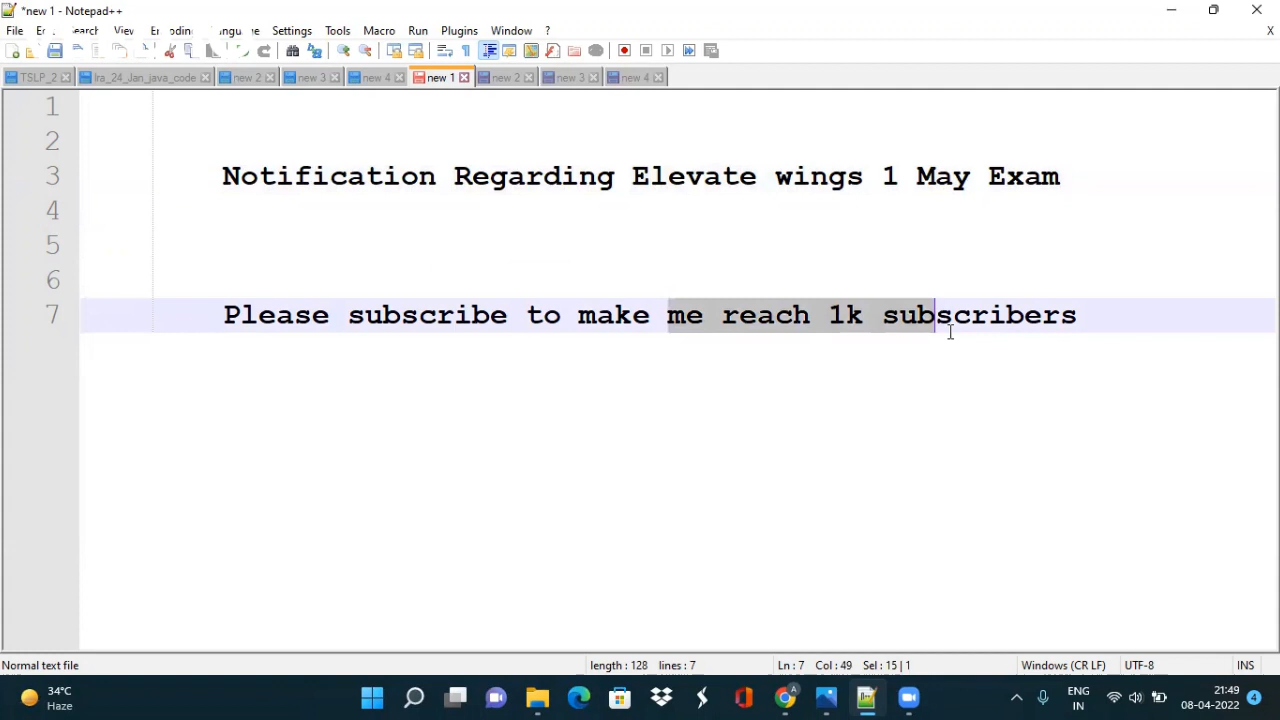 *new 1 - Notepad++
File
Settings Tools Macro Run Plugins Window ? X
TSLP_2 Ira_24_Jan_java_code new 2 new 3 new 4 new 1 new 2 new 3 new 4
1
2
3 Notification Regarding Elevate wings 1 May Exam
4
5
6
7 Please subscribe to make me reach 1k subscribers
Normal text file length : 128 lines : 7 Ln : 7 Col : 49 Sel : 15 | 1 Windows (CR LF) UTF-8 INS
34°C
Haze
ENG
IN
21:49
08-04-2022
4